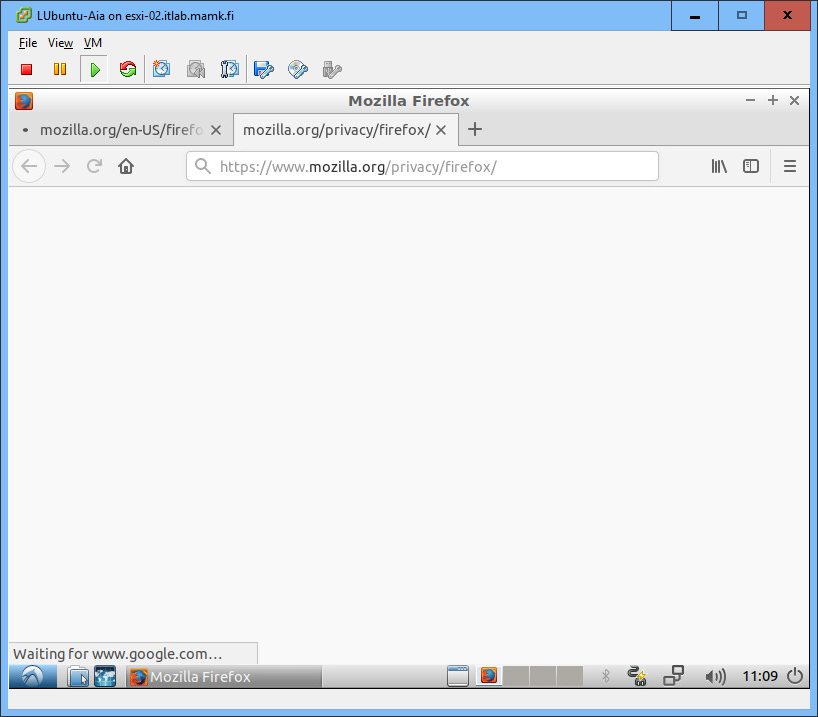 LUbuntu-Aia on esxi-02.itlab.mamk.fi
File View VM
Mozilla Firefox
mozilla.org/en-US/firefo mozilla.org/privacy/firefox/
https://www.mozilla.org/privacy/firefox/
Waiting for www.google.com...
Mozilla Firefox 11:09